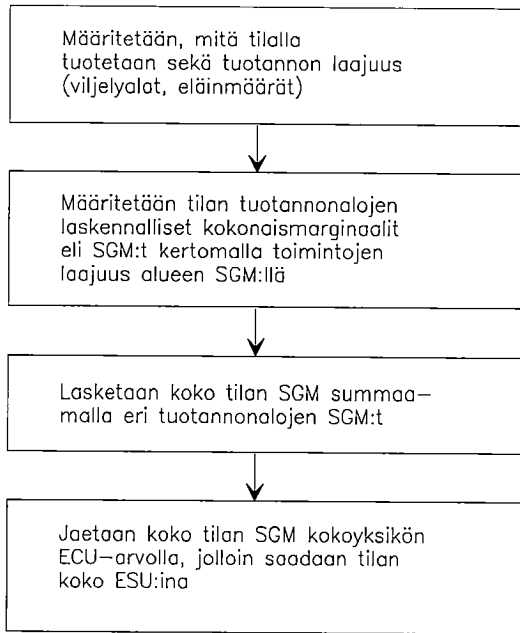 Määritetään, mitä tilalla
tuotetaan sekä tuotannon laajuus
(viljelyalat, eläinmäärät)
Määritetään tilan tuotannonalojen
laskennalliset kokonaismarginaalit
eli SGM:t kertomalla toimintojen
laajuus alueen SGM:llä
Lasketaan koko tilan SGM summaa–
malla eri tuotannonalojen SGM:t
Jaetaan koko tilan SGM kokoyksikön
ECU–arvolla, jolloin saadaan tilan
koko ESU:ina